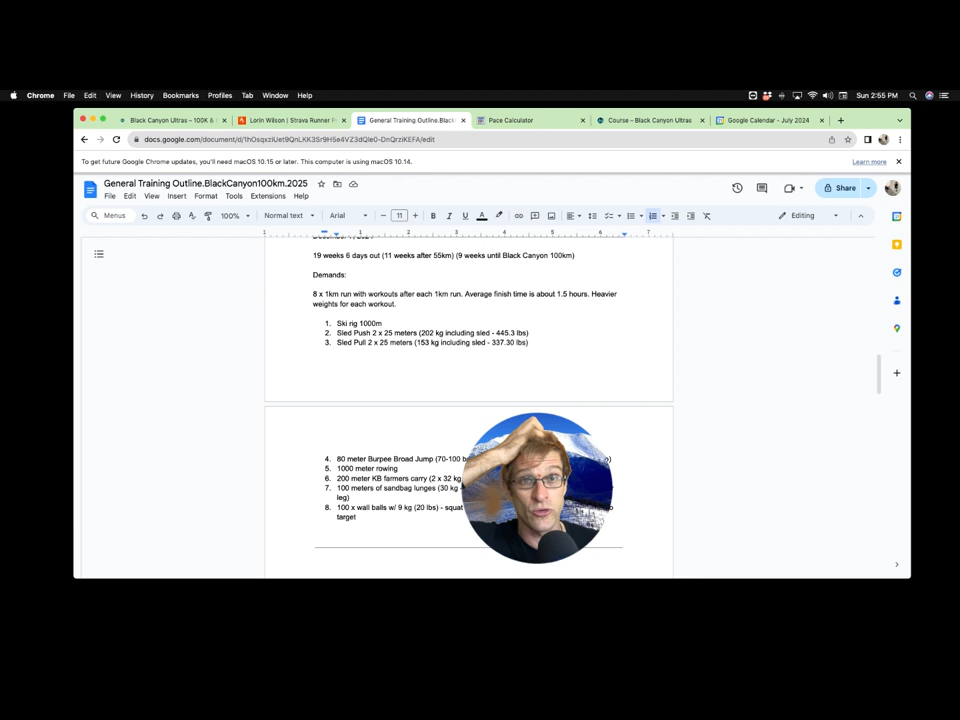 Chrome File Edit View History Bookmarks Profiles Tab Window Help Sun 2:55 PM
Black Canyon Ultras – 100K & Lorin Wilson | Strava Runner P General Training Outline.Black Pace Calculator Course – Black Canyon Ultras Google Calendar - July 2024
To get future Google Chrome updates, you'll need macOS 10.15 or later. This computer is using macOS 10.14. Learn more
General Training Outline.BlackCanyon100km.2025
Share
File Edit View Insert Format Tools Extensions Help
Menus 100% Normal text Arial 11 B I U A Editing
1 1 2 3 4 5 6 7
19 weeks 6 days out (11 weeks after 55km) (9 weeks until Black Canyon 100km)
Demands:
8 x 1km run with workouts after each 1km run. Average finish time is about 1.5 hours. Heavier
weights for each workout.
1. Ski rig 1000m
2. Sled Push 2 x 25 meters (202 kg including sled - 445.3 lbs)
3. Sled Pull 2 x 25 meters (153 kg including sled - 337.30 lbs)
4. 80 meter Burpee Broad Jump (70-100
5. 1000 meter rowing
6. 200 meter KB farmers carry (2 x 32 kg
7. 100 meters of sandbag lunges (30 kg
leg)
8. 100 x wall balls w/ 9 kg (20 lbs) - squat
target